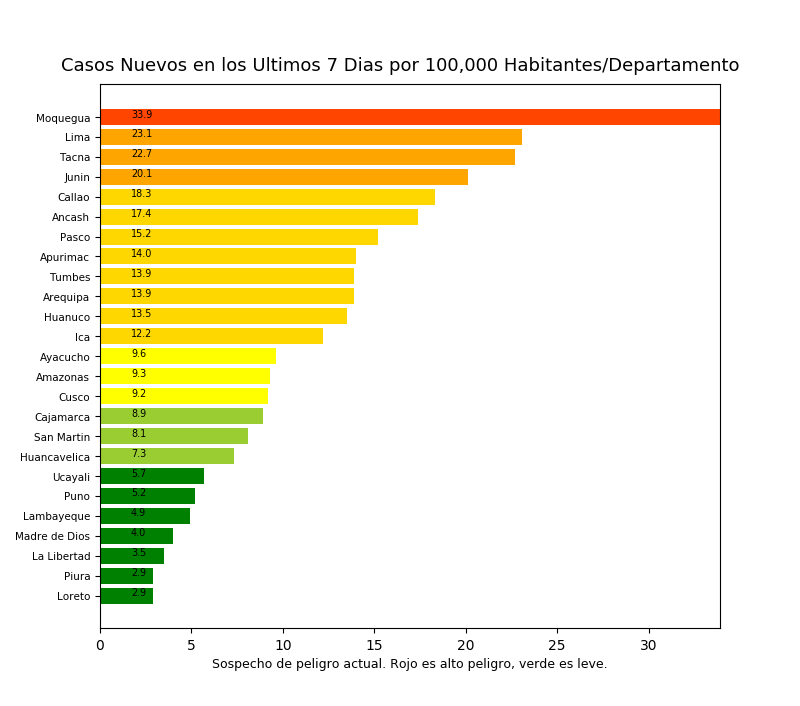 Casos Nuevos en los Ultimos 7 Dias por 100,000 Habitantes/Departamento
Moquegua 33.9
Lima 23.1
Tacna 22.7
Junin 20.1
Callao 18.3
Ancash 17.4
Pasco 15.2
Apurimac 14.0
Tumbes 13.9
Arequipa 13.9
Huanuco 13.5
Ica 12.2
Ayacucho 9.6
Amazonas 9.3
Cusco 9.2
Cajamarca 8.9
San Martin 8.1
Huancavelica 7.3
Ucayali 5.7
Puno 5.2
Lambayeque 4.9
Madre de Dios 4.0
La Libertad 3.5
Piura 2.9
Loreto 2.9
0 5 10 15 20 25 30
Sospecho de peligro actual. Rojo es alto peligro, verde es leve.